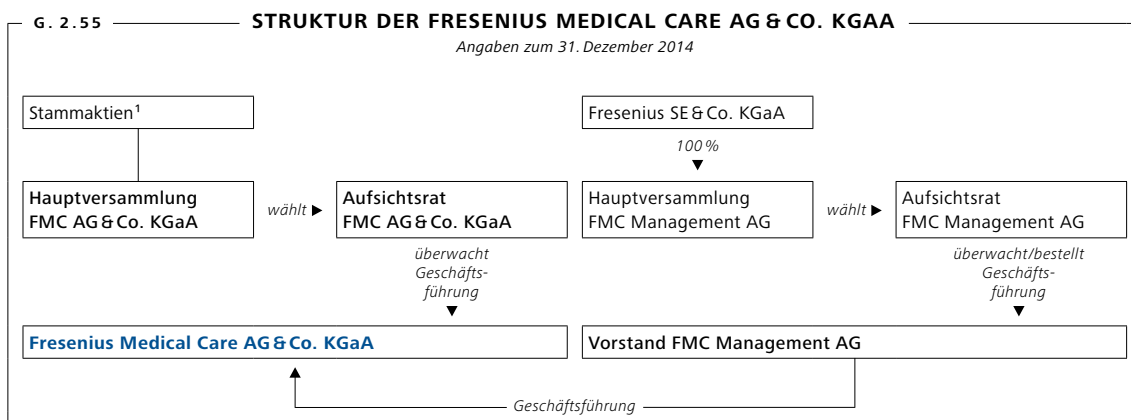 G. 2.55
STRUKTUR DER FRESENIUS MEDICAL CARE AG & CO. KGAA
Angaben zum 31. Dezember 2014
Stammaktien¹
Fresenius SE & Co. KGaA
100 %
Hauptversammlung
FMC AG & Co. KGaA
wählt ►
Aufsichtsrat
FMC AG & Co. KGaA
Hauptversammlung
FMC Management AG
wählt ►
Aufsichtsrat
FMC Management AG
überwacht
Geschäfts-
führung
überwacht/bestellt
Geschäfts-
führung
Fresenius Medical Care AG & Co. KGaA
Vorstand FMC Management AG
Geschäftsführung